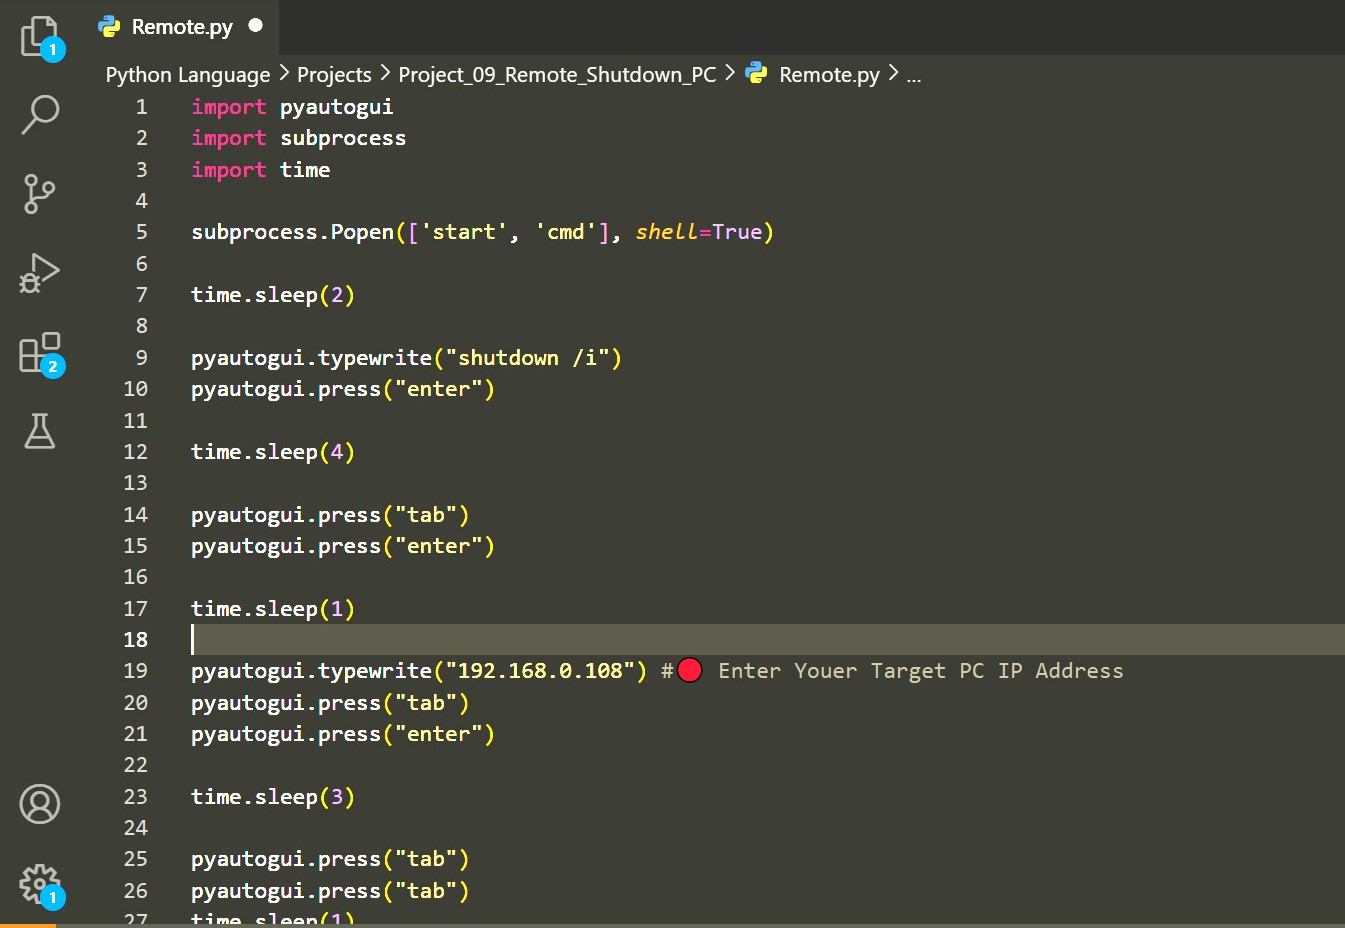 Remote.py
Python Language > Projects > Project_09_Remote_Shutdown_PC > Remote.py > ...
1 import pyautogui
2 import subprocess
3 import time
4
5 subprocess.Popen(['start', 'cmd'], shell=True)
6
7 time.sleep(2)
8
9 pyautogui.typewrite("shutdown /i")
10 pyautogui.press("enter")
11
12 time.sleep(4)
13
14 pyautogui.press("tab")
15 pyautogui.press("enter")
16
17 time.sleep(1)
18
19 pyautogui.typewrite("192.168.0.108") #🔴 Enter Youer Target PC IP Address
20 pyautogui.press("tab")
21 pyautogui.press("enter")
22
23 time.sleep(3)
24
25 pyautogui.press("tab")
26 pyautogui.press("tab")
27 time.sleep(1)
1
2
1